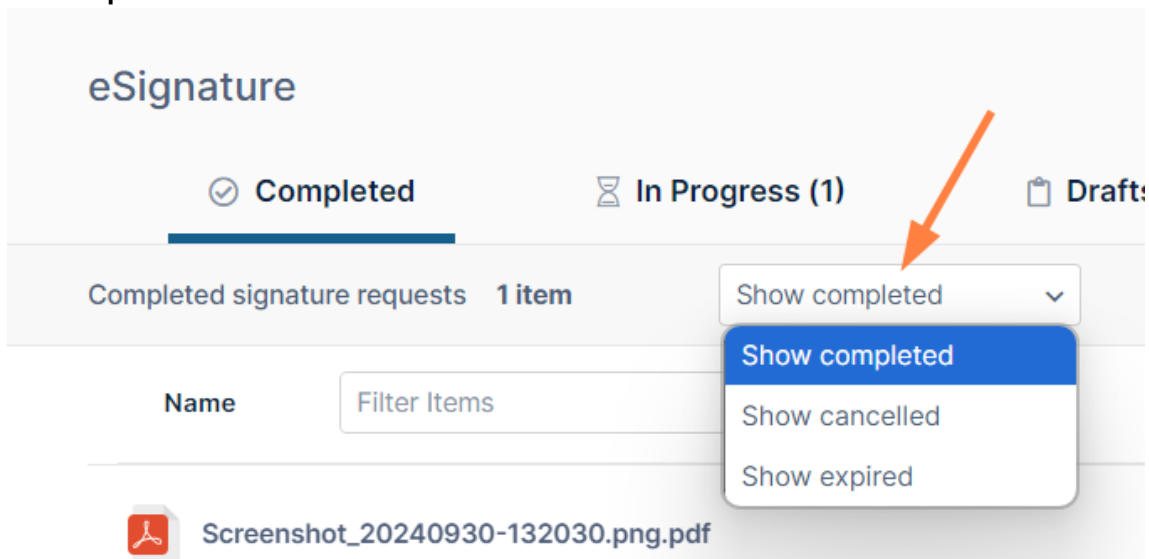 eSignature
Completed In Progress (1) Drafts
Completed signature requests 1 item Show completed
Show completed
Name Filter Items
Show cancelled
Show expired
Screenshot_20240930-132030.png.pdf